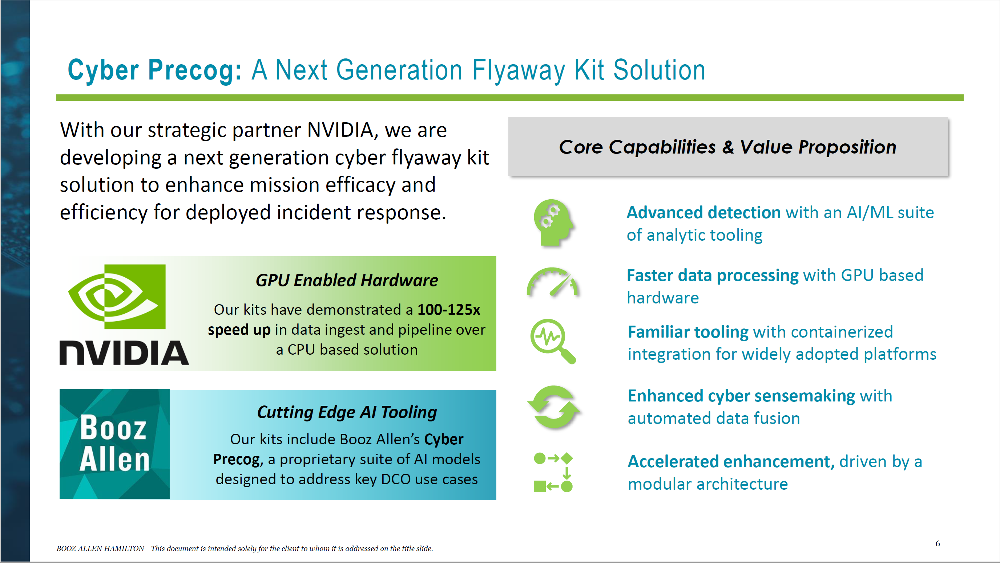 Cyber Precog: A Next Generation Flyaway Kit Solution
With our strategic partner NVIDIA, we are
developing a next generation cyber flyaway kit
solution to enhance mission efficacy and
efficiency for deployed incident response.
NVIDIA
GPU Enabled Hardware
Our kits have demonstrated a 100-125x
speed up in data ingest and pipeline over
a CPU based solution
Booz
Allen
Cutting Edge AI Tooling
Our kits include Booz Allen’s Cyber
Precog, a proprietary suite of AI models
designed to address key DCO use cases
Core Capabilities & Value Proposition
Advanced detection with an AI/ML suite
of analytic tooling
Faster data processing with GPU based
hardware
Familiar tooling with containerized
integration for widely adopted platforms
Enhanced cyber sensemaking with
automated data fusion
Accelerated enhancement, driven by a
modular architecture
BOOZ ALLEN HAMILTON - This document is intended solely for the client to whom it is addressed on the title slide.
6